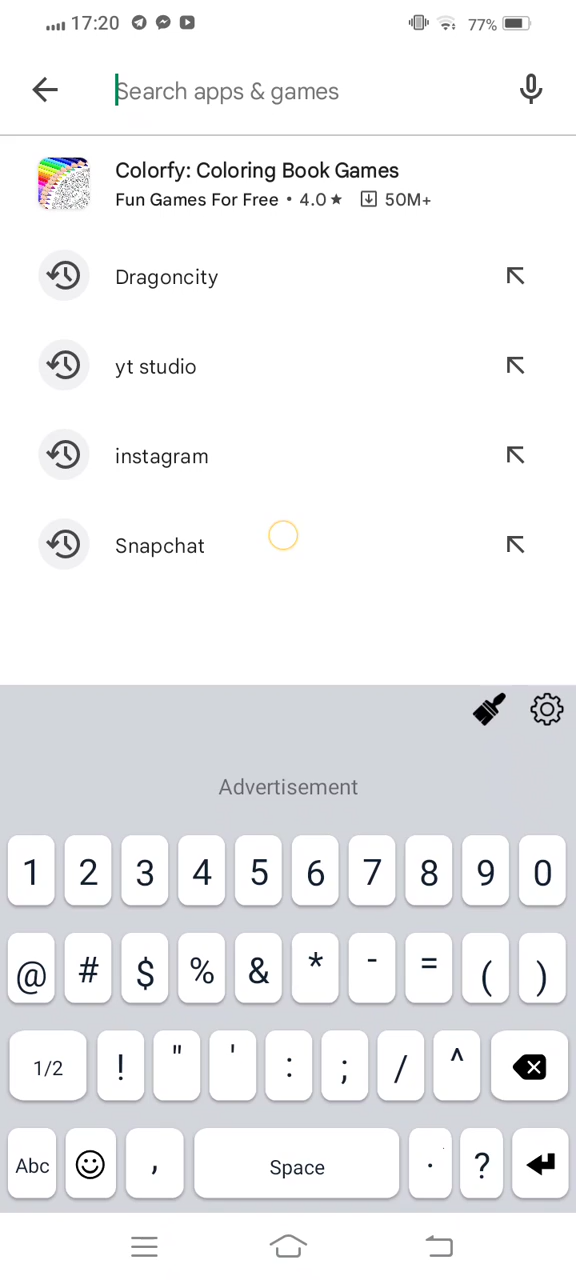 17:20 77%
Search apps & games
Colorfy: Coloring Book Games
Fun Games For Free • 4.0 ★ 50M+
Dragoncity
yt studio
instagram
Snapchat
Advertisement
1 2 3 4 5 6 7 8 9 0
@ # $ % & * - = ( )
1/2 ! " ' : ; / ^
Abc , Space . ?